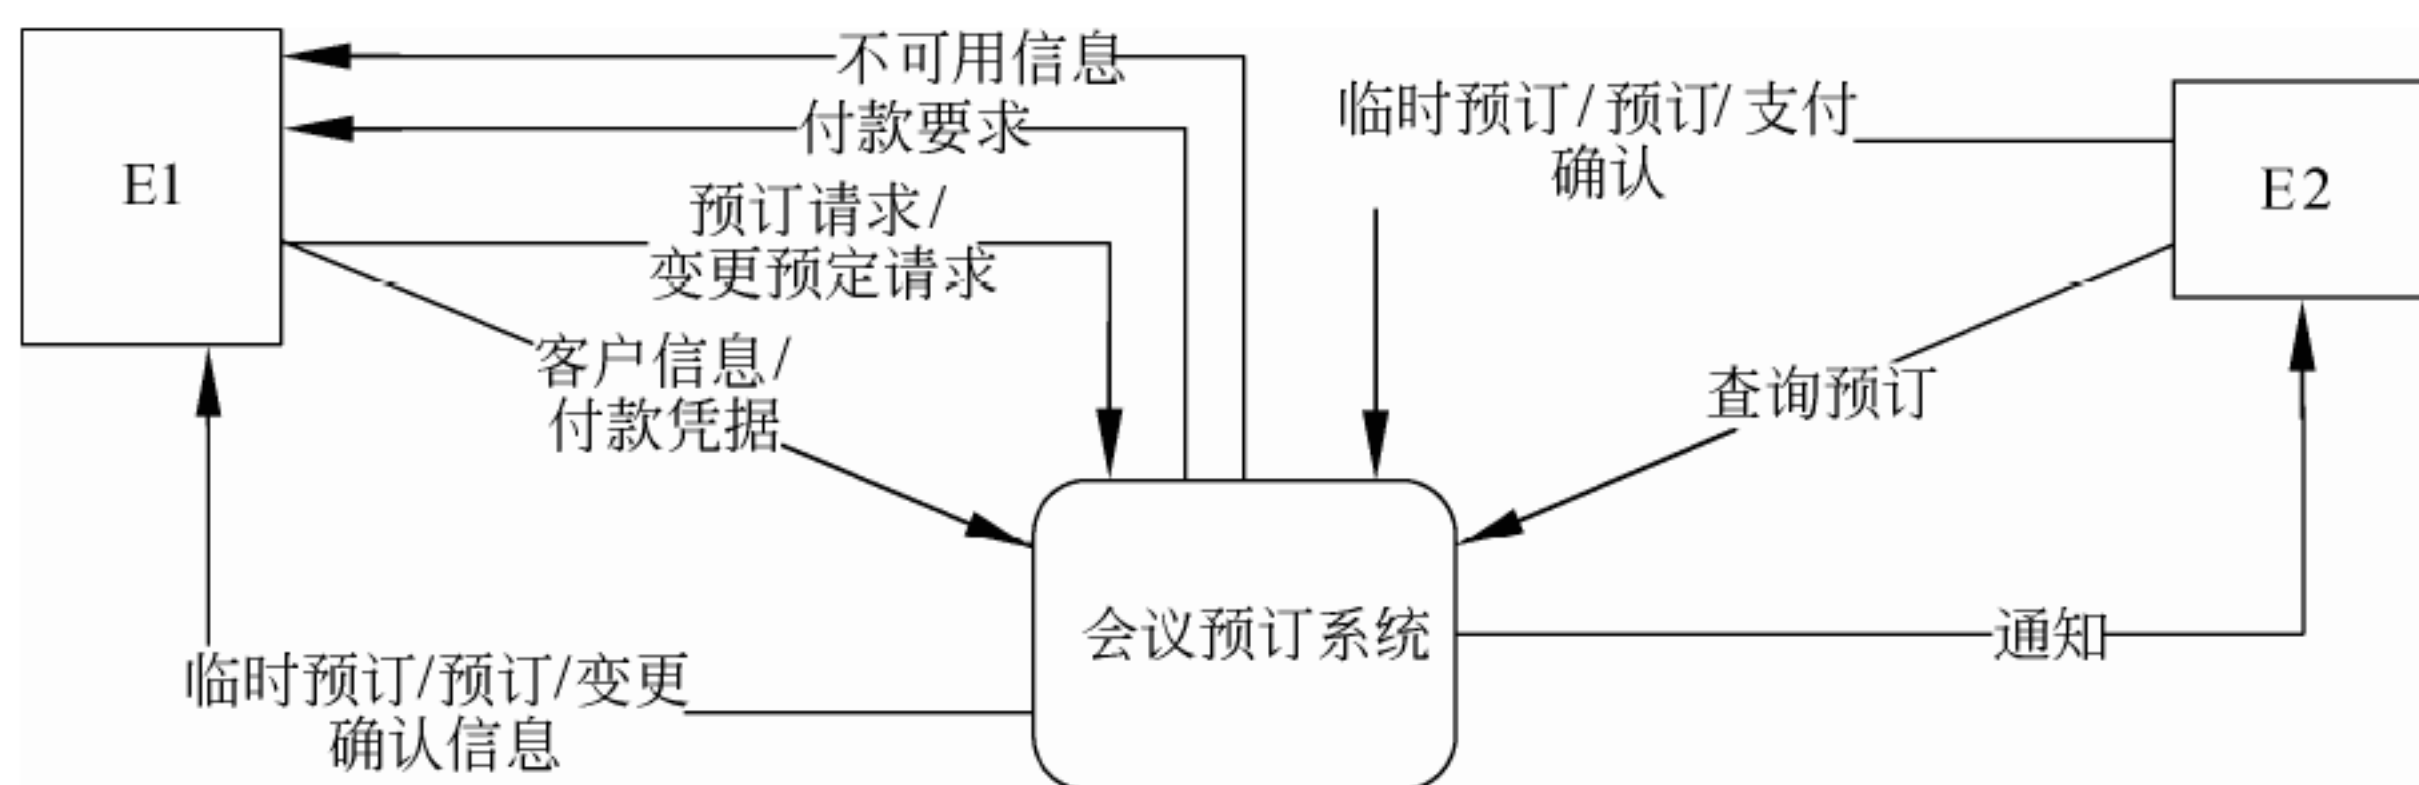 不可用信息
付款要求
E1
预订请求/
变更预定请求
客户信息/
付款凭据
临时预订/预订/支付
确认
E2
查询预订
会议预订系统
通知
临时预订/预订/变更
确认信息